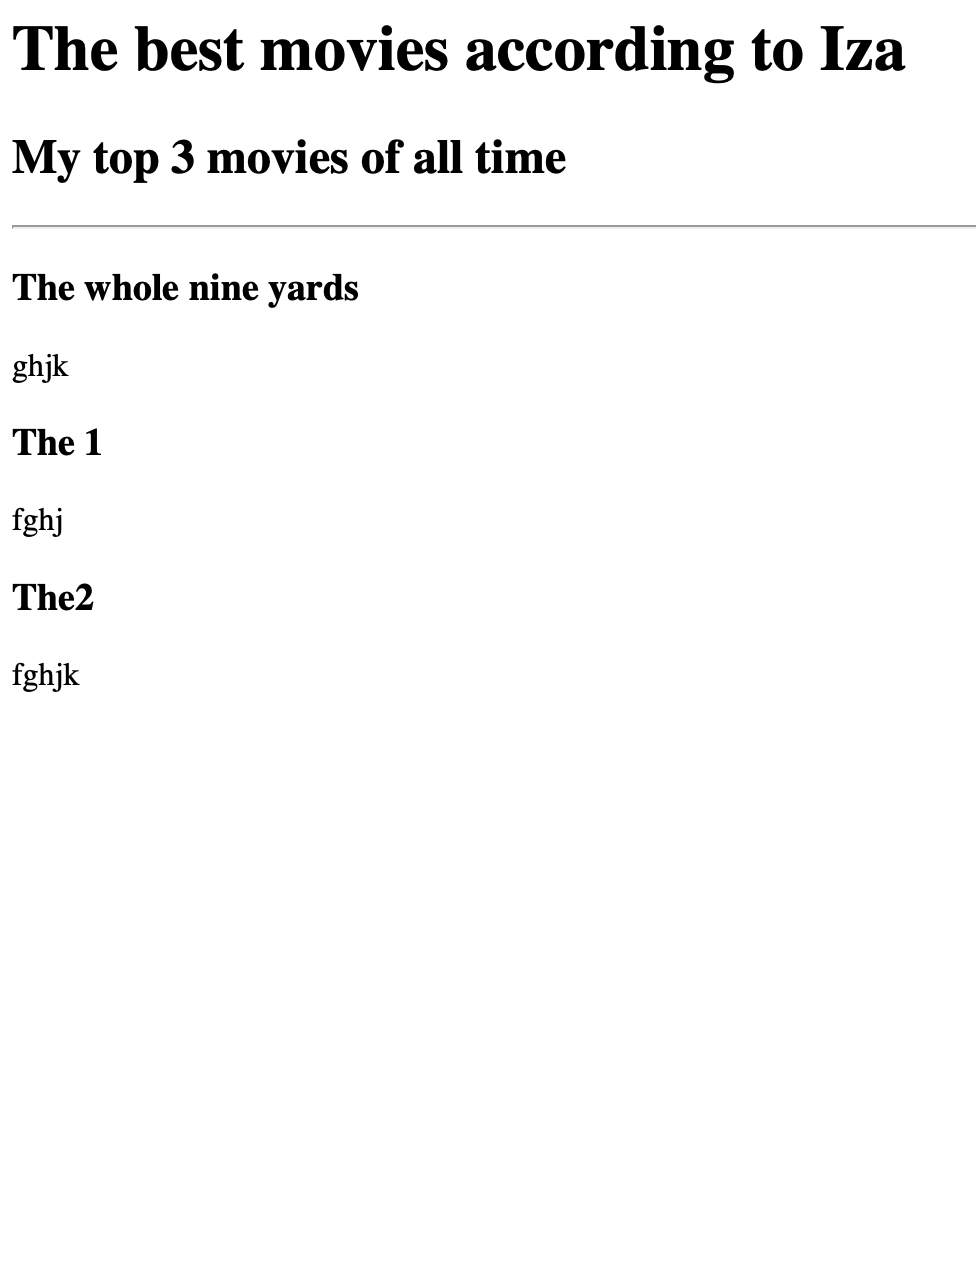 The best movies according to Iza
My top 3 movies of all time
The whole nine yards
ghjk
The 1
fghj
The2
fghjk